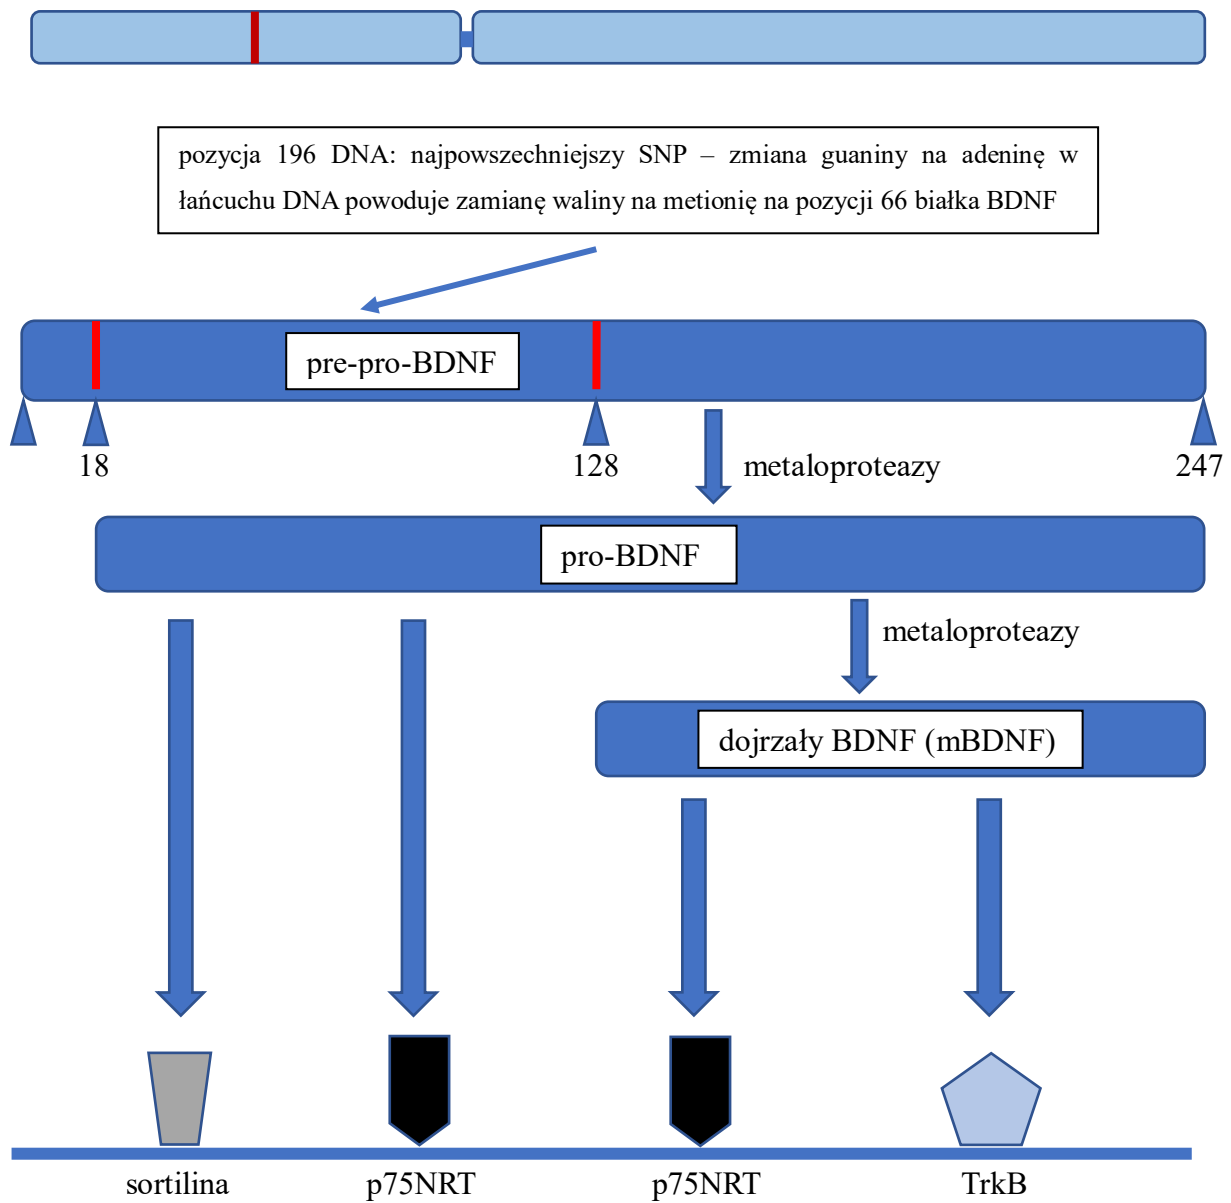 pozycja 196 DNA: najpowszechniejszy SNP – zmiana guaniny na adeninę w
łańcuchu DNA powoduje zamianę waliny na metionię na pozycji 66 białka BDNF
pre-pro-BDNF
18
128
247
metaloproteazy
pro-BDNF
metaloproteazy
dojrzały BDNF (mBDNF)
sortilina
p75NRT
p75NRT
TrkB